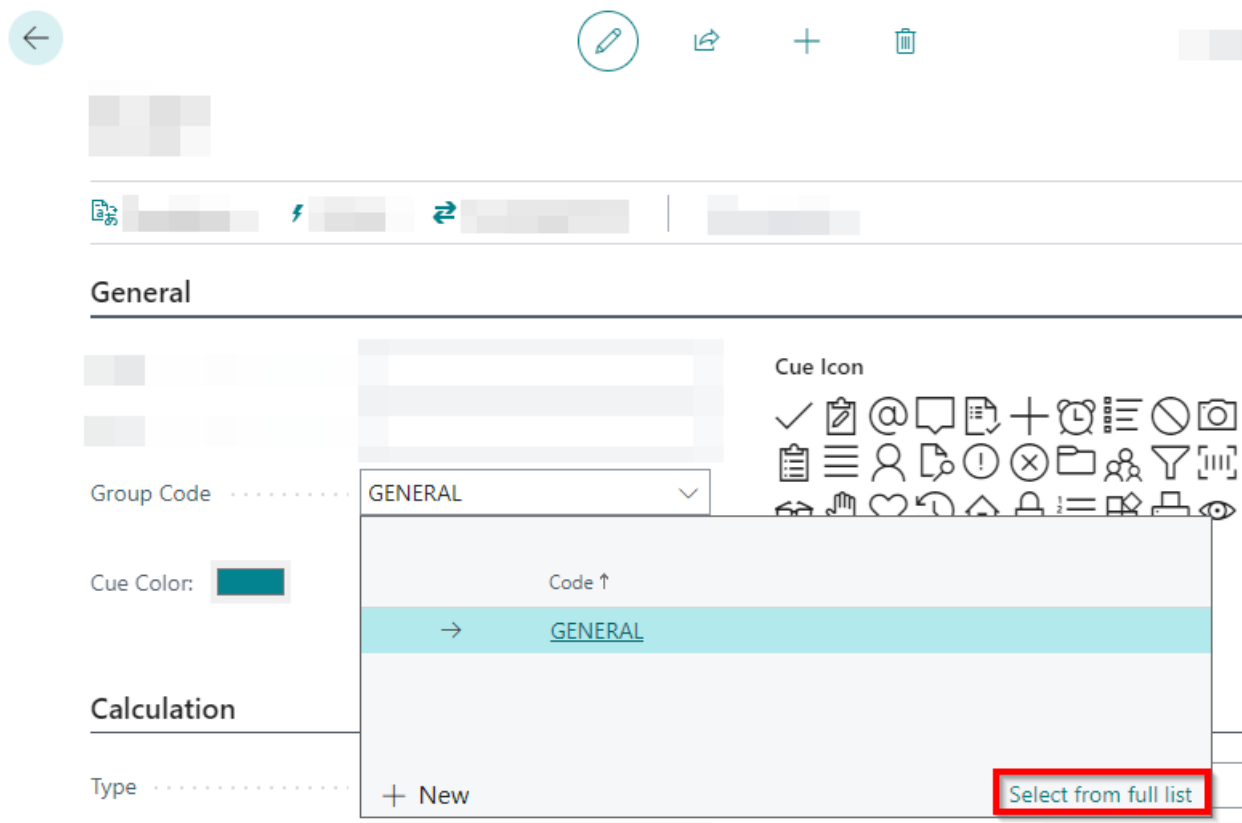 General
Cue Icon
Group Code
GENERAL
Cue Color:
Code ↑
→ GENERAL
Calculation
Type
+ New
Select from full list